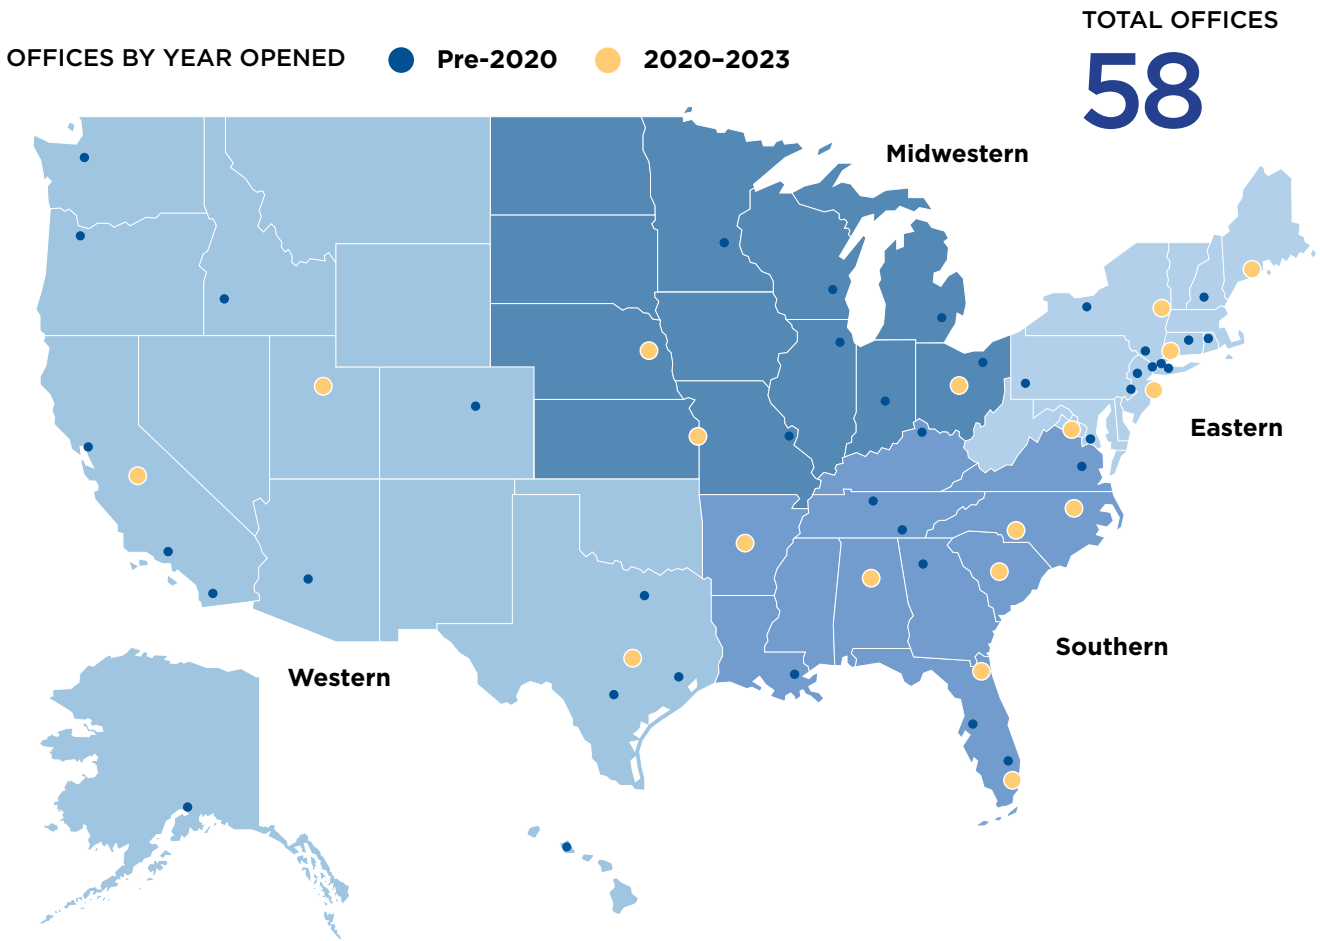 TOTAL OFFICES
58
OFFICES BY YEAR OPENED
Pre-2020
2020–2023
Midwestern
Eastern
Southern
Western